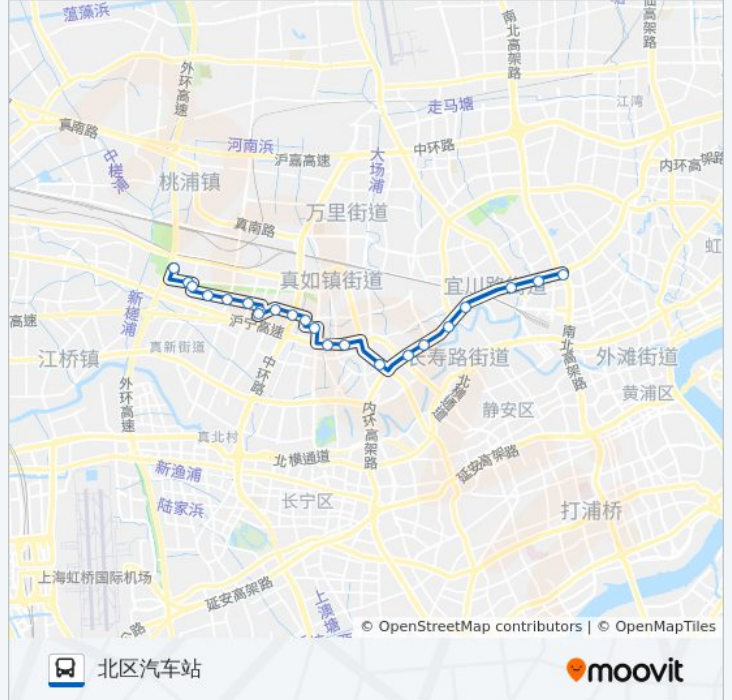 蕰藻浜
外环高速
南北高架路
高架路
真南路
走马塘
江湾
中槎浦
河南浜
沪嘉高速
大场浦
中环路
内环高架路
桃浦镇
万里街道
真南路
虹
真如镇街道
宜川路街道
新槎浦
高速
沪宁高速
江桥镇
真新街道
中环路
长寿路街道
南北高架路
外滩街道
外环高速
北横通道
黄浦区
静安区
内环高架路
真北村
北横通道
新渔浦
延安高架路
陆家浜
长宁区
打浦桥
上海虹桥国际机场
延安高架路
上澳塘
路
© OpenStreetMap contributors | © OpenMapTiles
北区汽车站
moovit